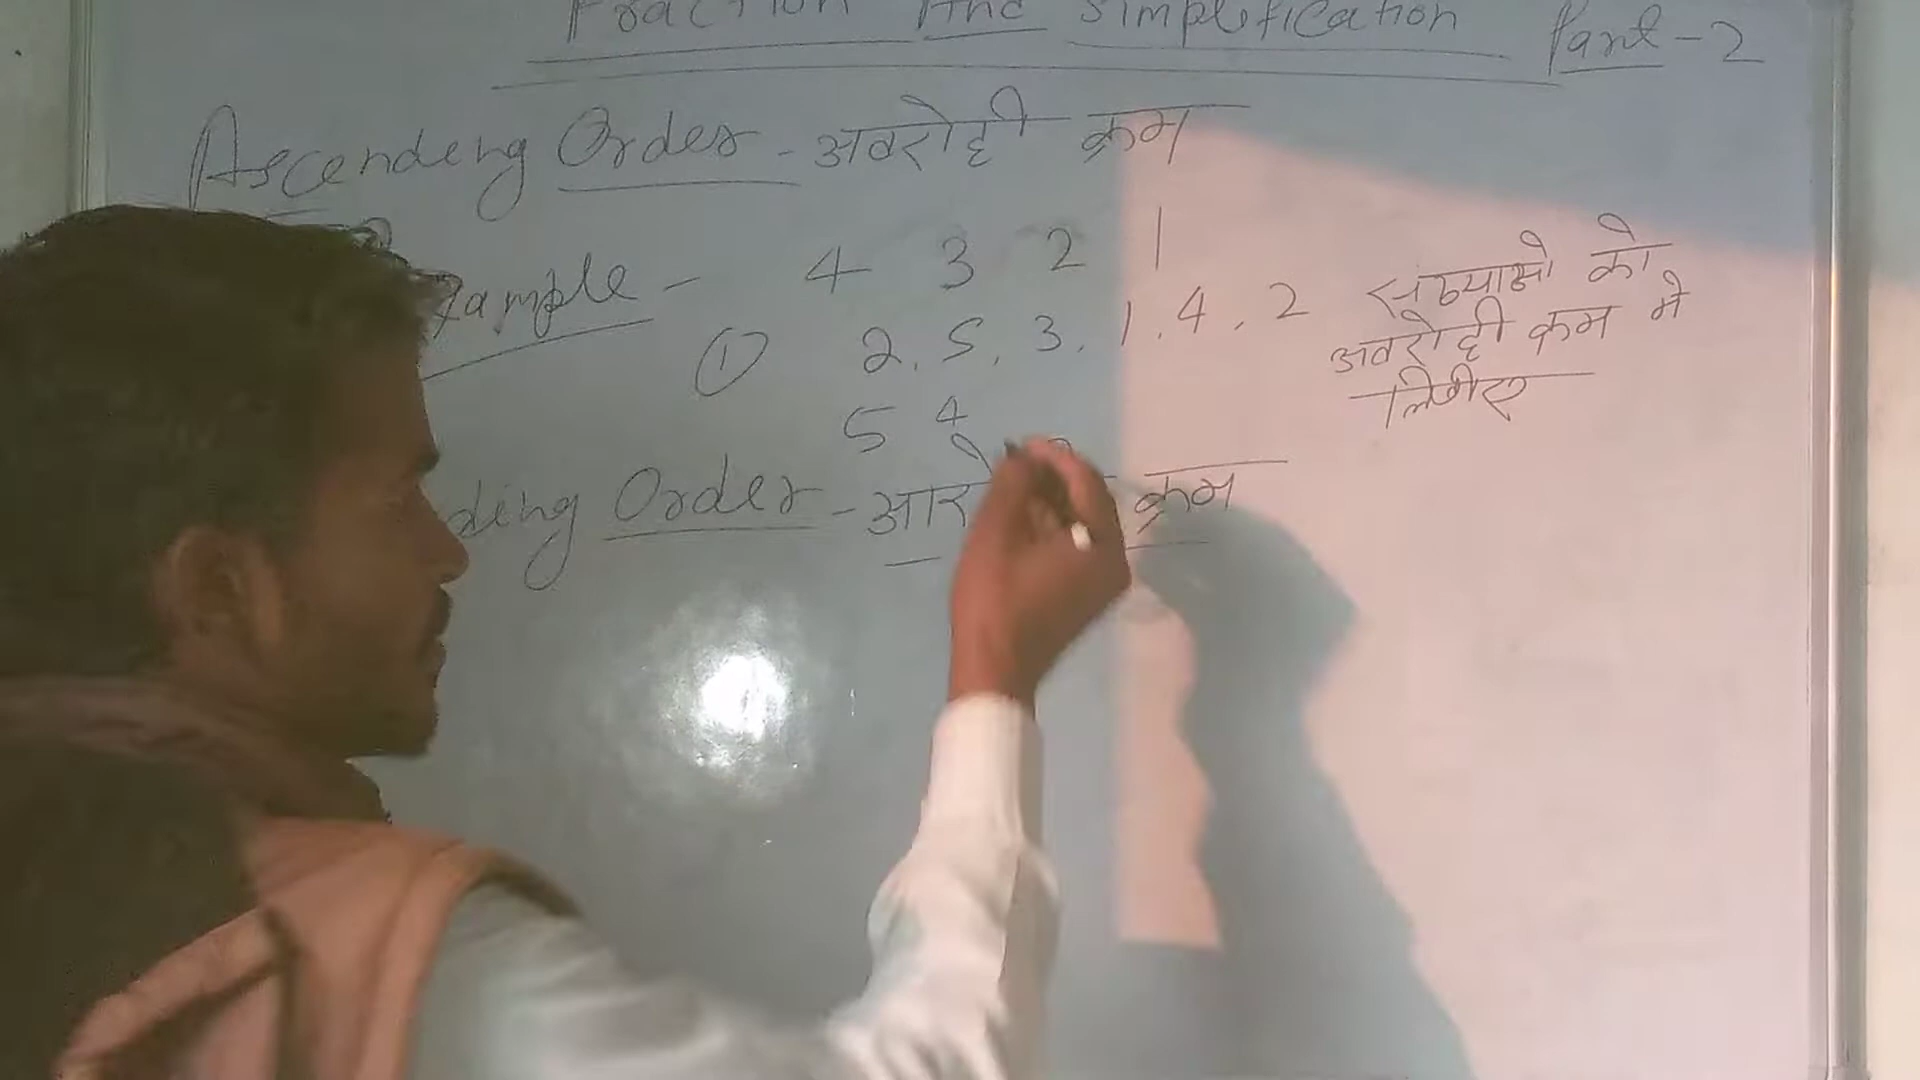 Fraction And Simplification Part-2
Ascending Order - अवरोही क्रम
Example - 4 3 2 1
① 2, 5, 3, 1, 4, 2 संख्याओ को
अवरोही क्रम मे
लिखीए
5 4
ding Order - क्रम